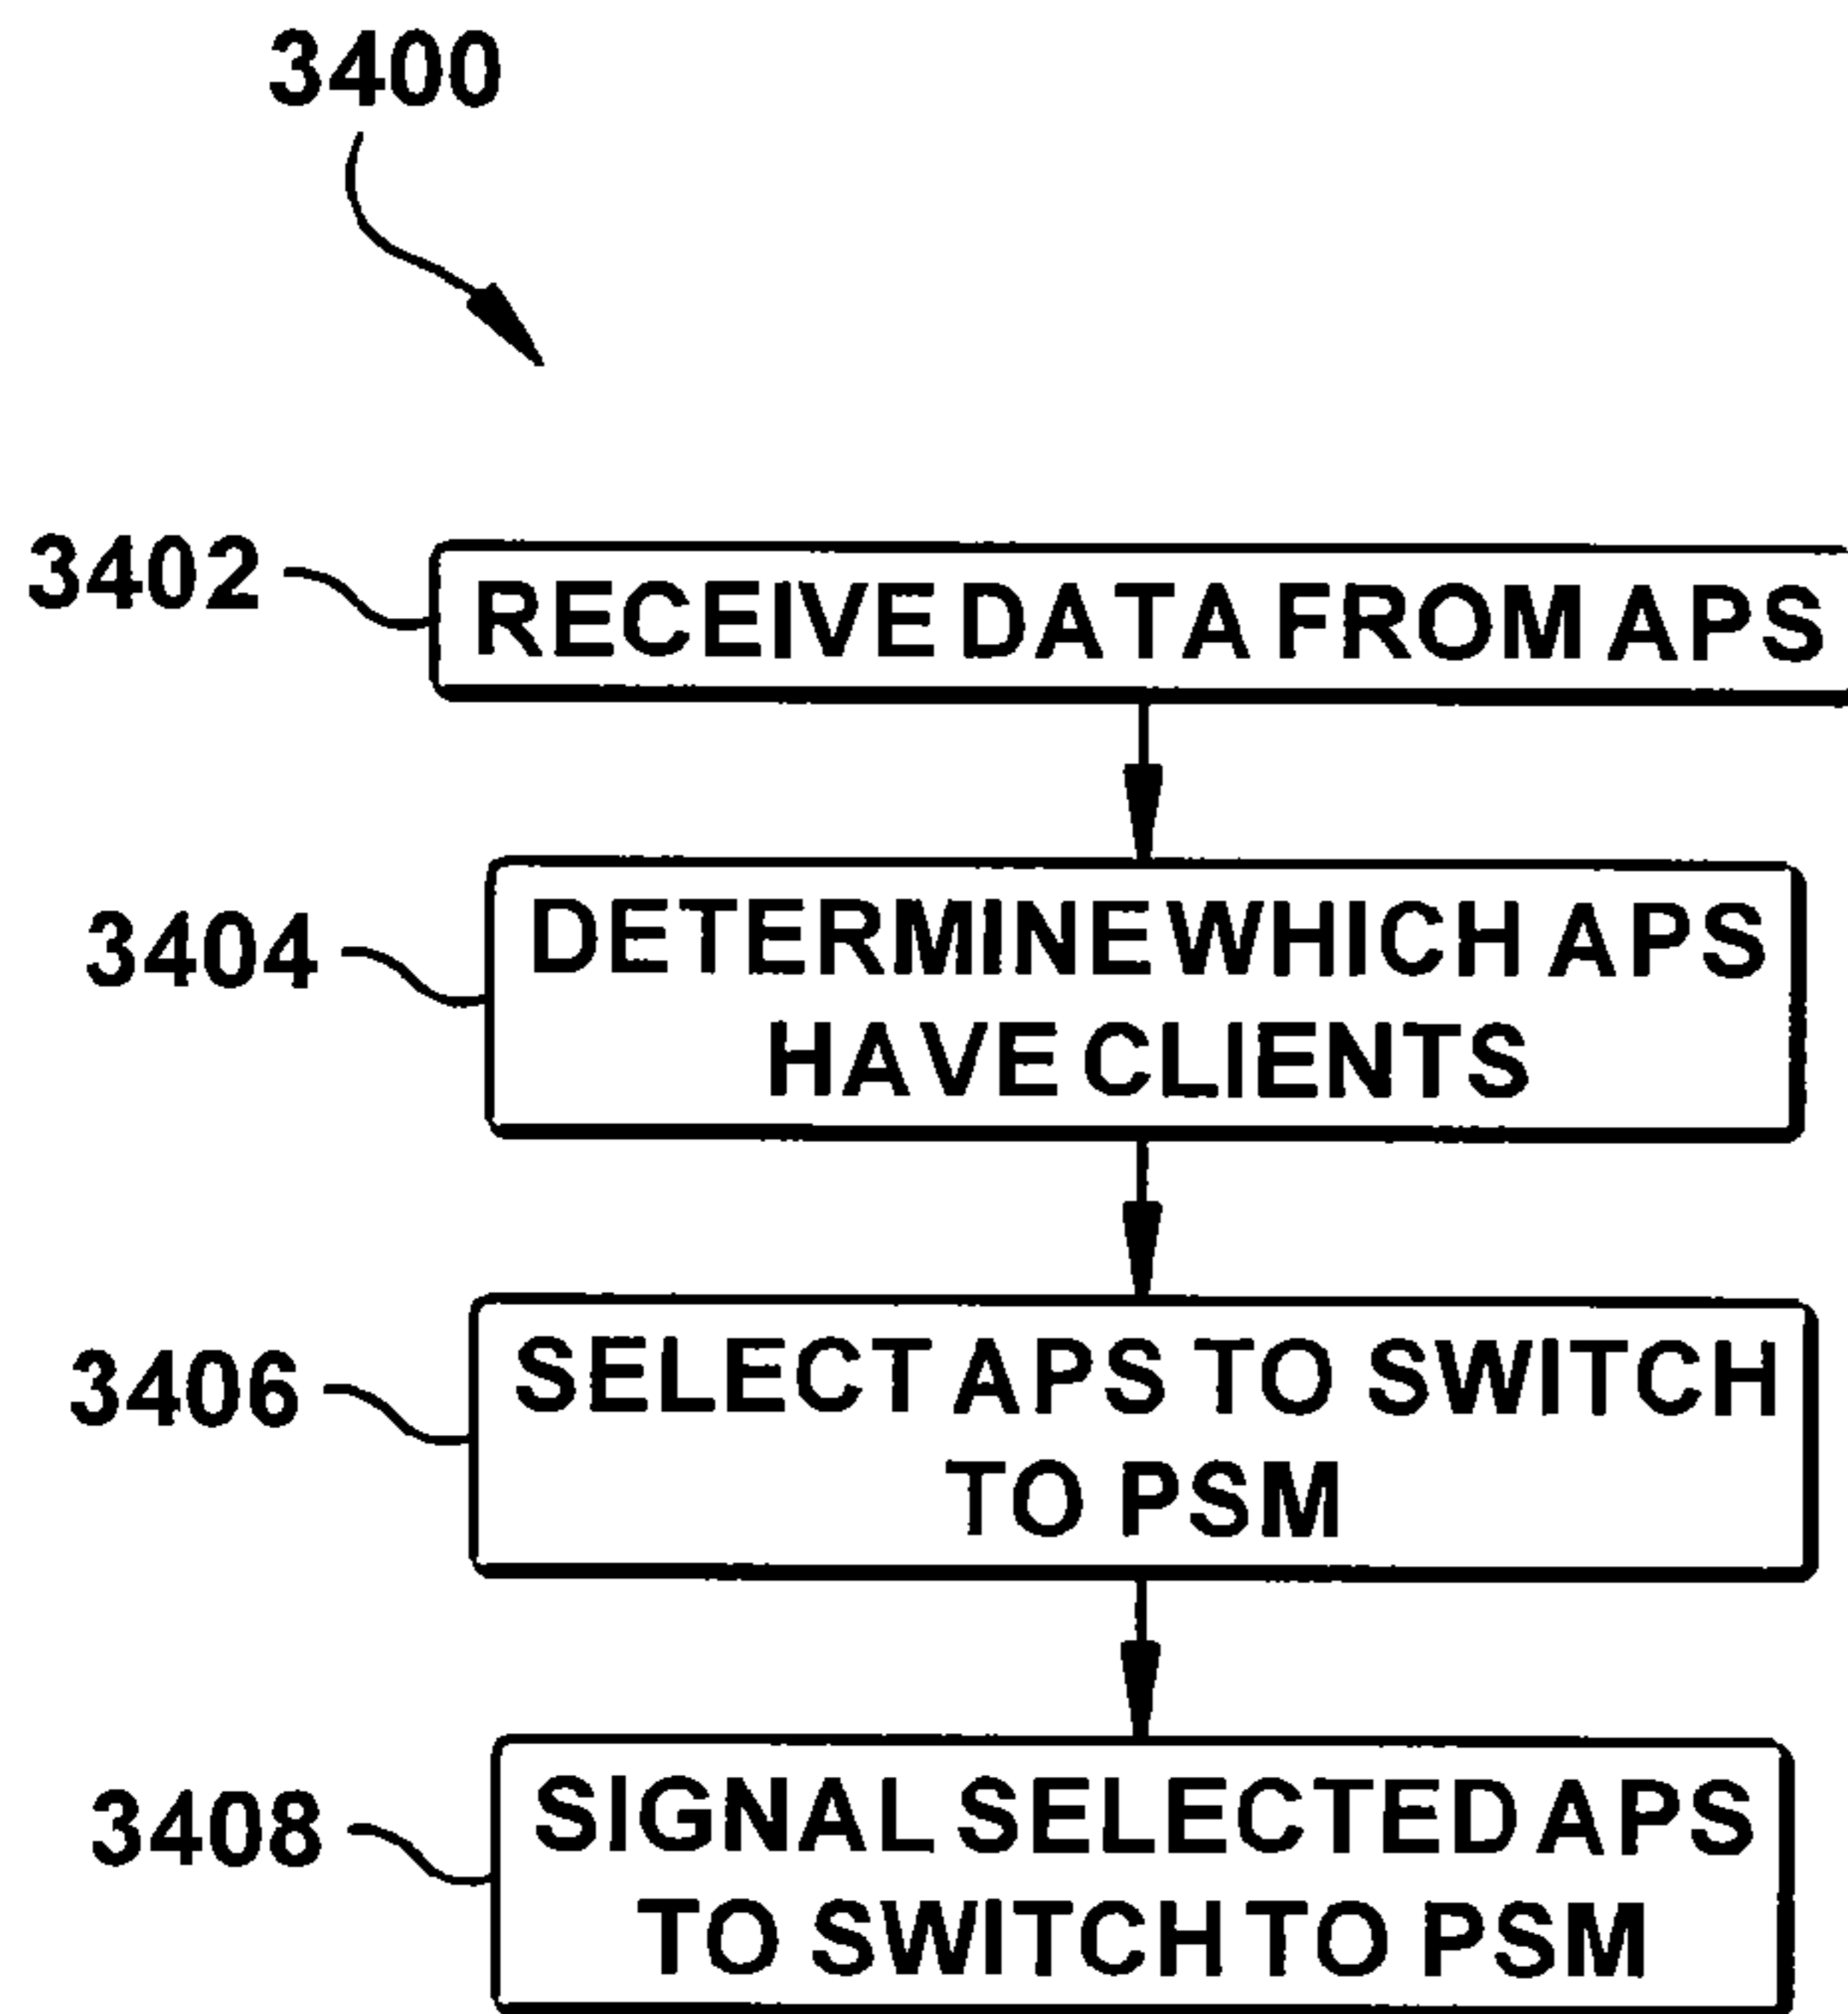 3400
3402
RECEIVE DATA FROM APS
3404
DETERMINE WHICH APS
HAVE CLIENTS
3406
SELECT APS TO SWITCH
TO PSM
3408
SIGNAL SELECTED APS
TO SWITCH TO PSM